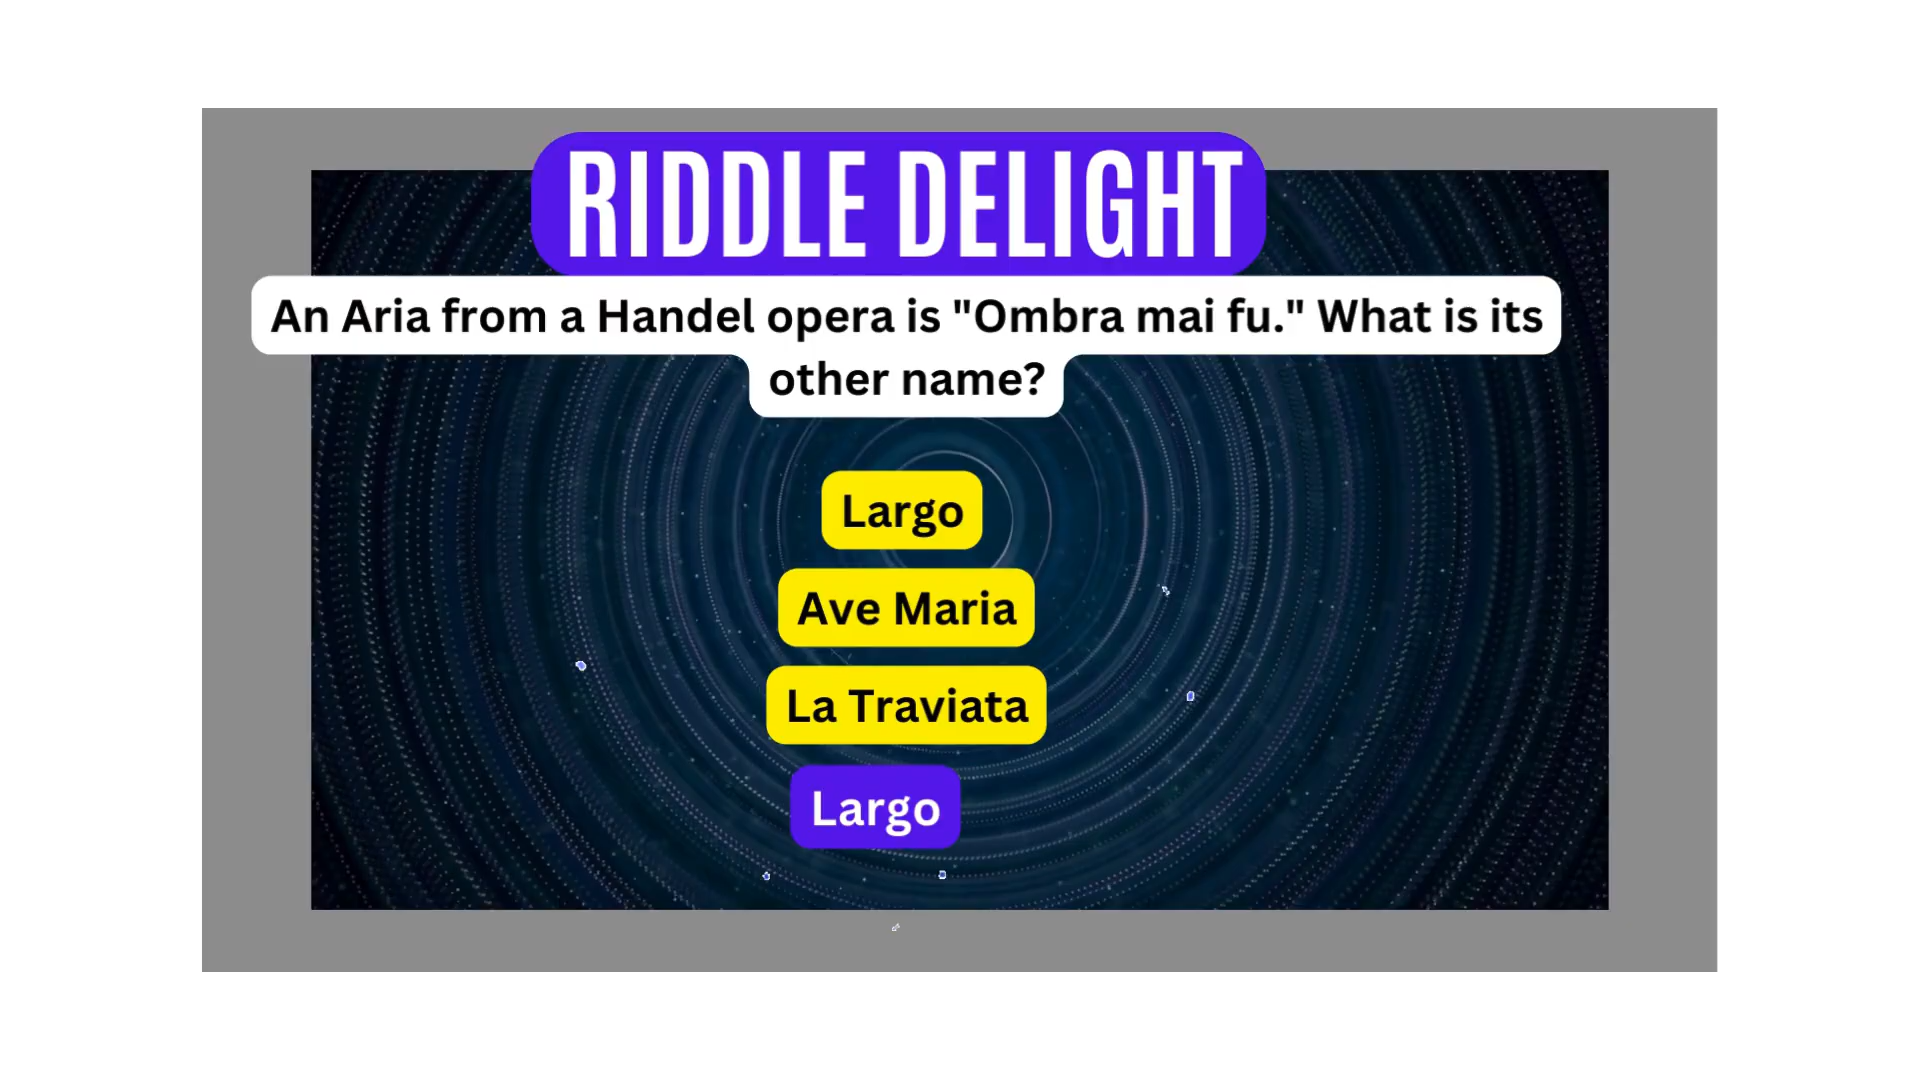 RIDDLE DELIGHT
An Aria from a Handel opera is "Ombra mai fu." What is its
other name?
Largo
Ave Maria
La Traviata
Largo